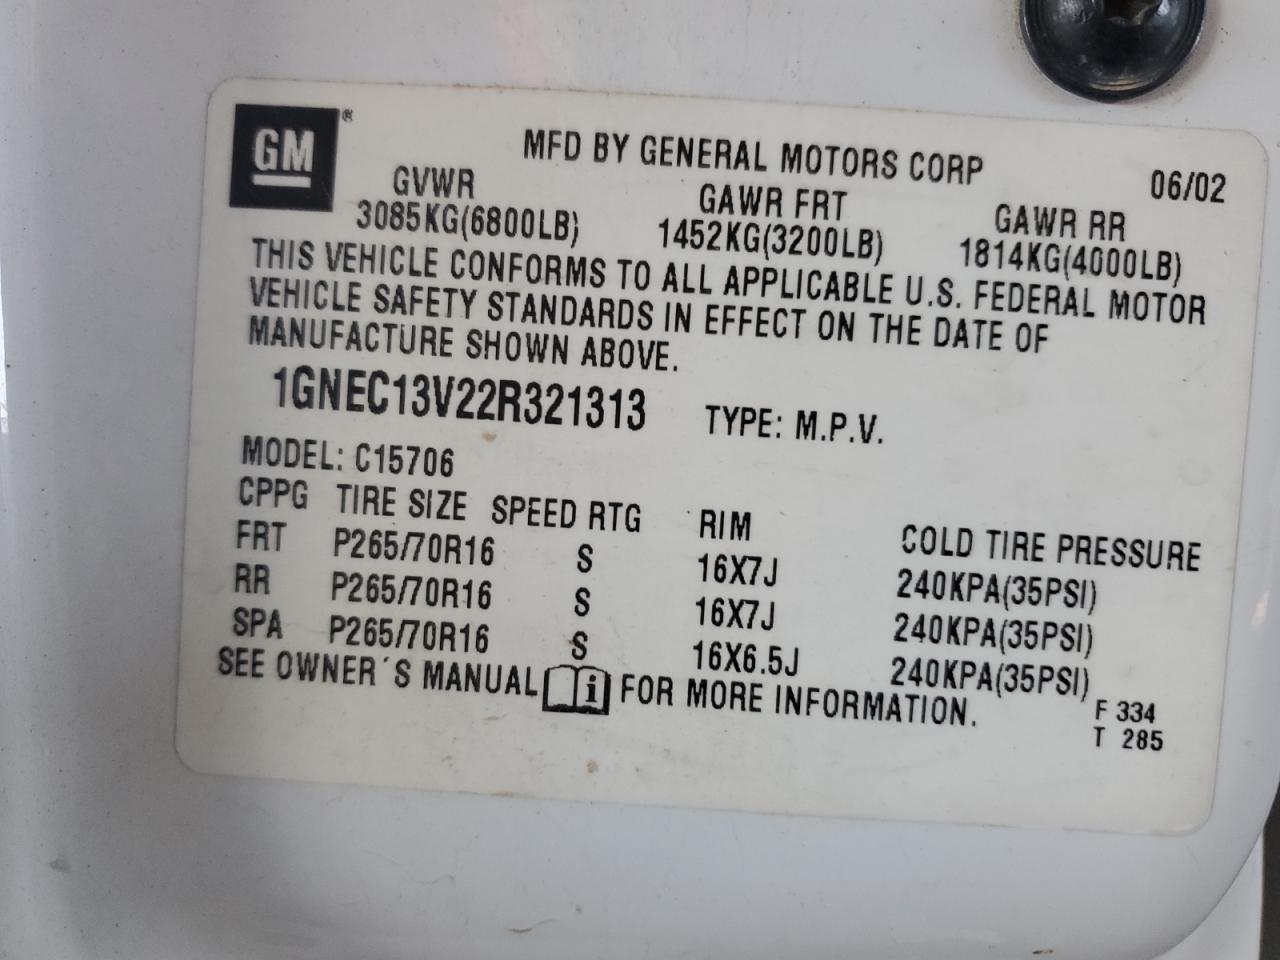 GM®
MFD BY GENERAL MOTORS CORP 06/02
GVWR GAWR FRT GAWR RR
3085KG(6800LB) 1452KG(3200LB) 1814KG(4000LB)
THIS VEHICLE CONFORMS TO ALL APPLICABLE U.S. FEDERAL MOTOR
VEHICLE SAFETY STANDARDS IN EFFECT ON THE DATE OF
MANUFACTURE SHOWN ABOVE.
1GNEC13V22R321313 TYPE: M.P.V.
MODEL: C15706
CPPG TIRE SIZE SPEED RTG RIM COLD TIRE PRESSURE
FRT P265/70R16 S 16X7J 240KPA(35PSI)
RR P265/70R16 S 16X7J 240KPA(35PSI)
SPA P265/70R16 S 16X6.5J 240KPA(35PSI)
SEE OWNER´S MANUAL i FOR MORE INFORMATION.
F 334
T 285